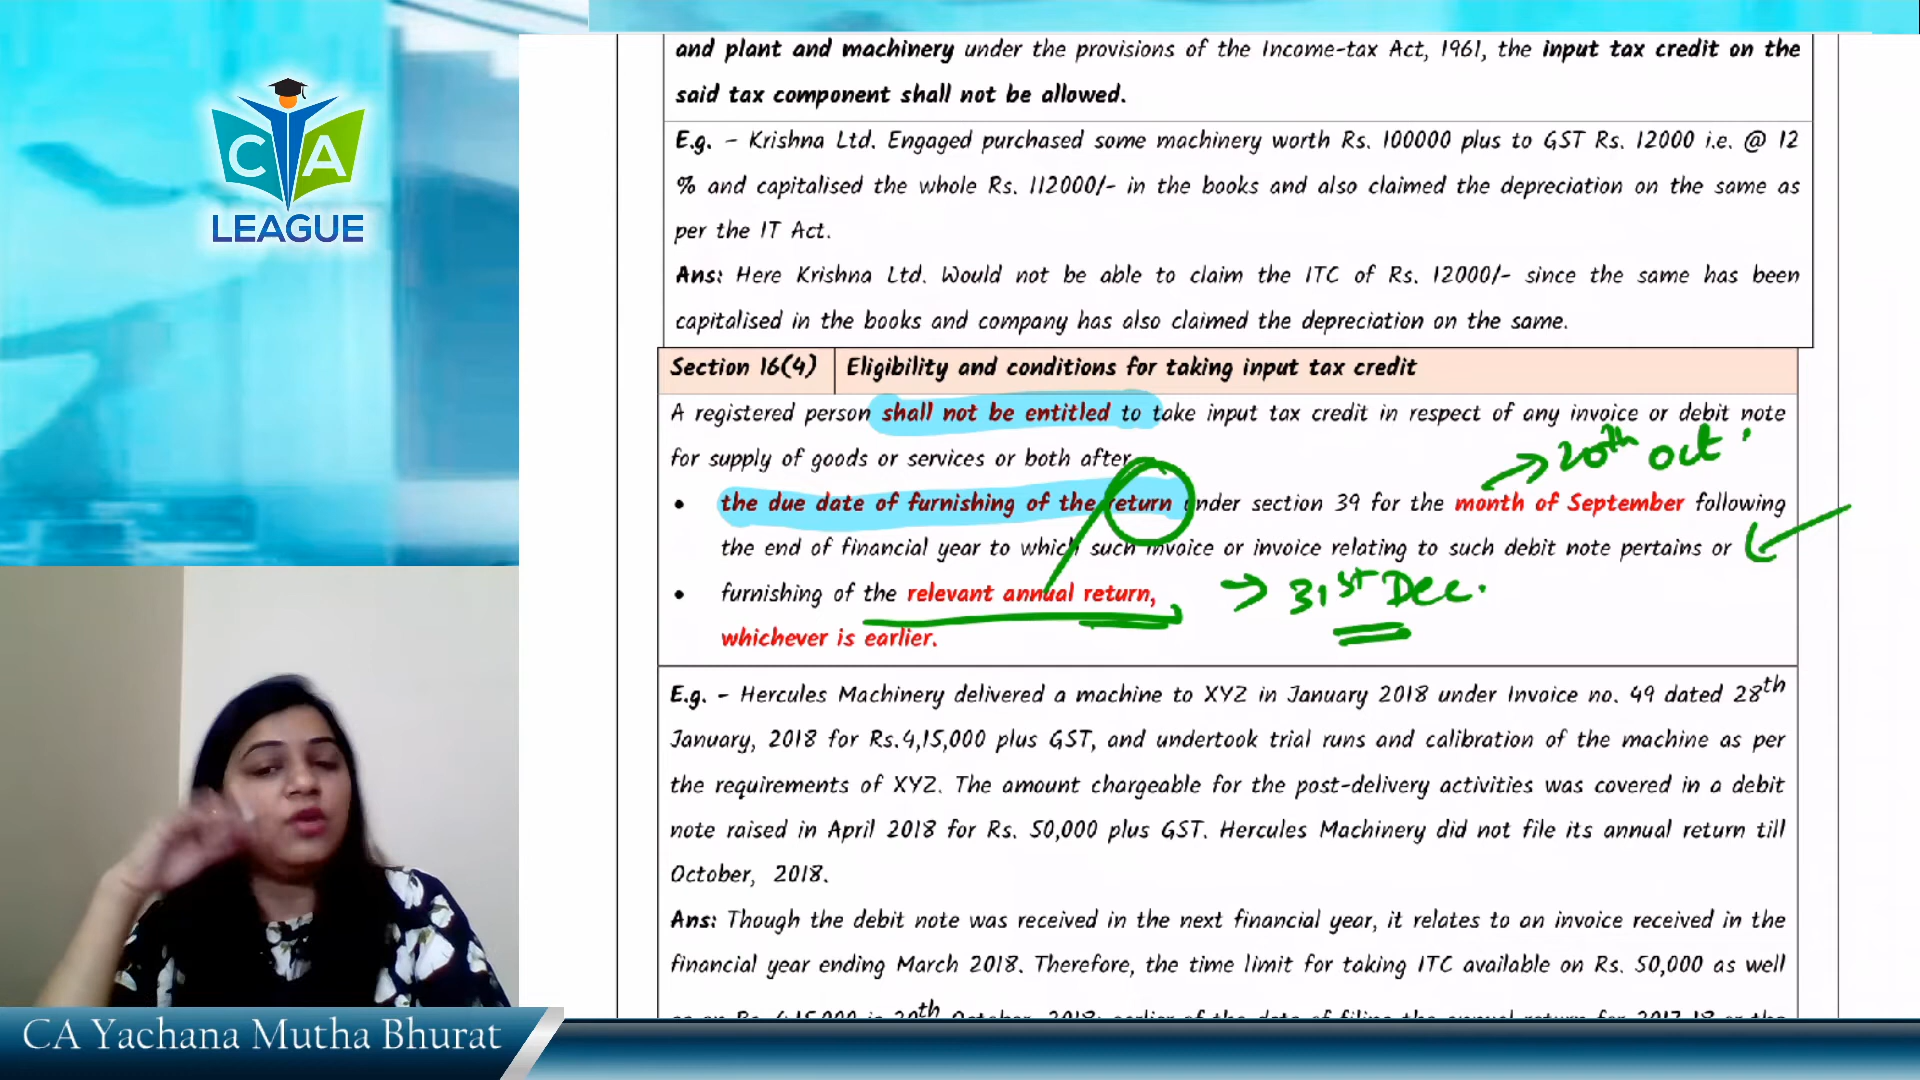 and plant and machinery under the provisions of the Income-tax Act, 1961, the input tax credit on the
said tax component shall not be allowed.
E.g. – Krishna Ltd. Engaged purchased some machinery worth Rs. 100000 plus to GST Rs. 12000 i.e. @ 12
% and capitalised the whole Rs. 112000/- in the books and also claimed the depreciation on the same as
per the IT Act.
Ans: Here Krishna Ltd. Would not be able to claim the ITC of Rs. 12000/- since the same has been
capitalised in the books and company has also claimed the depreciation on the same.
Section 16(4) Eligibility and conditions for taking input tax credit
A registered person shall not be entitled to take input tax credit in respect of any invoice or debit note
for supply of goods or services or both after
20th Oct
• the due date of furnishing of the return under section 39 for the month of September following
the end of financial year to which such invoice or invoice relating to such debit note pertains or
• furnishing of the relevant annual return,
31st Dec.
whichever is earlier.
E.g. - Hercules Machinery delivered a machine to XYZ in January 2018 under Invoice no. 49 dated 28th
January, 2018 for Rs.4,15,000 plus GST, and undertook trial runs and calibration of the machine as per
the requirements of XYZ. The amount chargeable for the post-delivery activities was covered in a debit
note raised in April 2018 for Rs. 50,000 plus GST. Hercules Machinery did not file its annual return till
October, 2018.
Ans: Though the debit note was received in the next financial year, it relates to an invoice received in the
financial year ending March 2018. Therefore, the time limit for taking ITC available on Rs. 50,000 as well
CA
LEAGUE
CA Yachana Mutha Bhurat